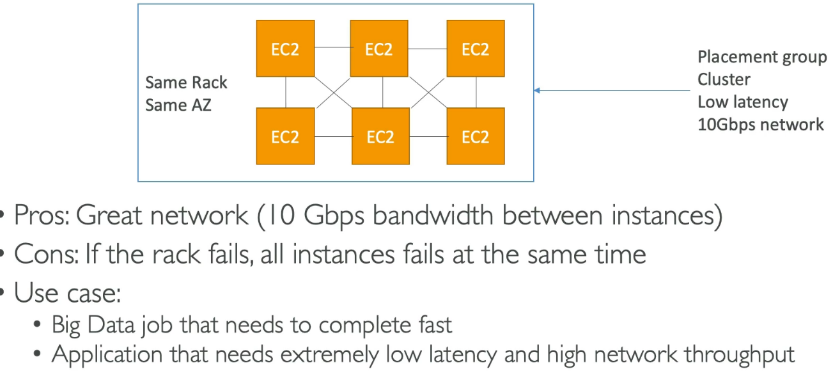 EC2 EC2 EC2
Same Rack
Same AZ
EC2 EC2 EC2
Placement group
Cluster
Low latency
10Gbps network
• Pros: Great network (10 Gbps bandwidth between instances)
• Cons: If the rack fails, all instances fails at the same time
• Use case:
• Big Data job that needs to complete fast
• Application that needs extremely low latency and high network throughput